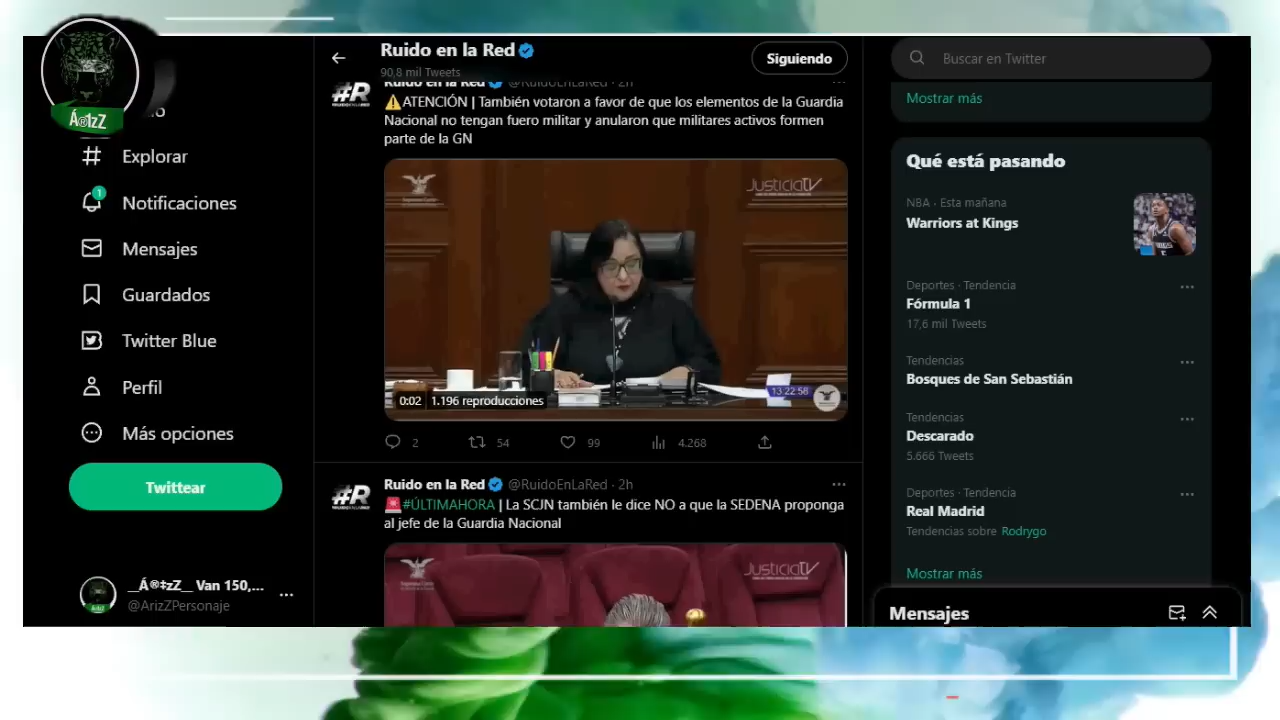 Á®IZZ
Explorar
1
Notificaciones
Mensajes
Guardados
Twitter Blue
Perfil
Más opciones
Twittear
__Á®‡zZ__ Van 150,...
@ArizZPersonaje
Ruido en la Red
90,8 mil Tweets
Siguiendo
#R
Ruido en la Red @RuidoEnLaRed · 2h
⚠️ATENCIÓN | También votaron a favor de que los elementos de la Guardia
Nacional no tengan fuero militar y anularon que militares activos formen
parte de la GN
JusticiaTV
0:02 1.196 reproducciones
13:22:58
2 54 99 4.268
#R
Ruido en la Red @RuidoEnLaRed · 2h
🚨#ÚLTIMAHORA | La SCJN también le dice NO a que la SEDENA proponga
al jefe de la Guardia Nacional
JusticiaTV
Buscar en Twitter
Mostrar más
Qué está pasando
NBA · Esta mañana
Warriors at Kings
Deportes · Tendencia
Fórmula 1
17,6 mil Tweets
Tendencias
Bosques de San Sebastián
Tendencias
Descarado
5.666 Tweets
Deportes · Tendencia
Real Madrid
Tendencias sobre Rodrygo
Mostrar más
Mensajes